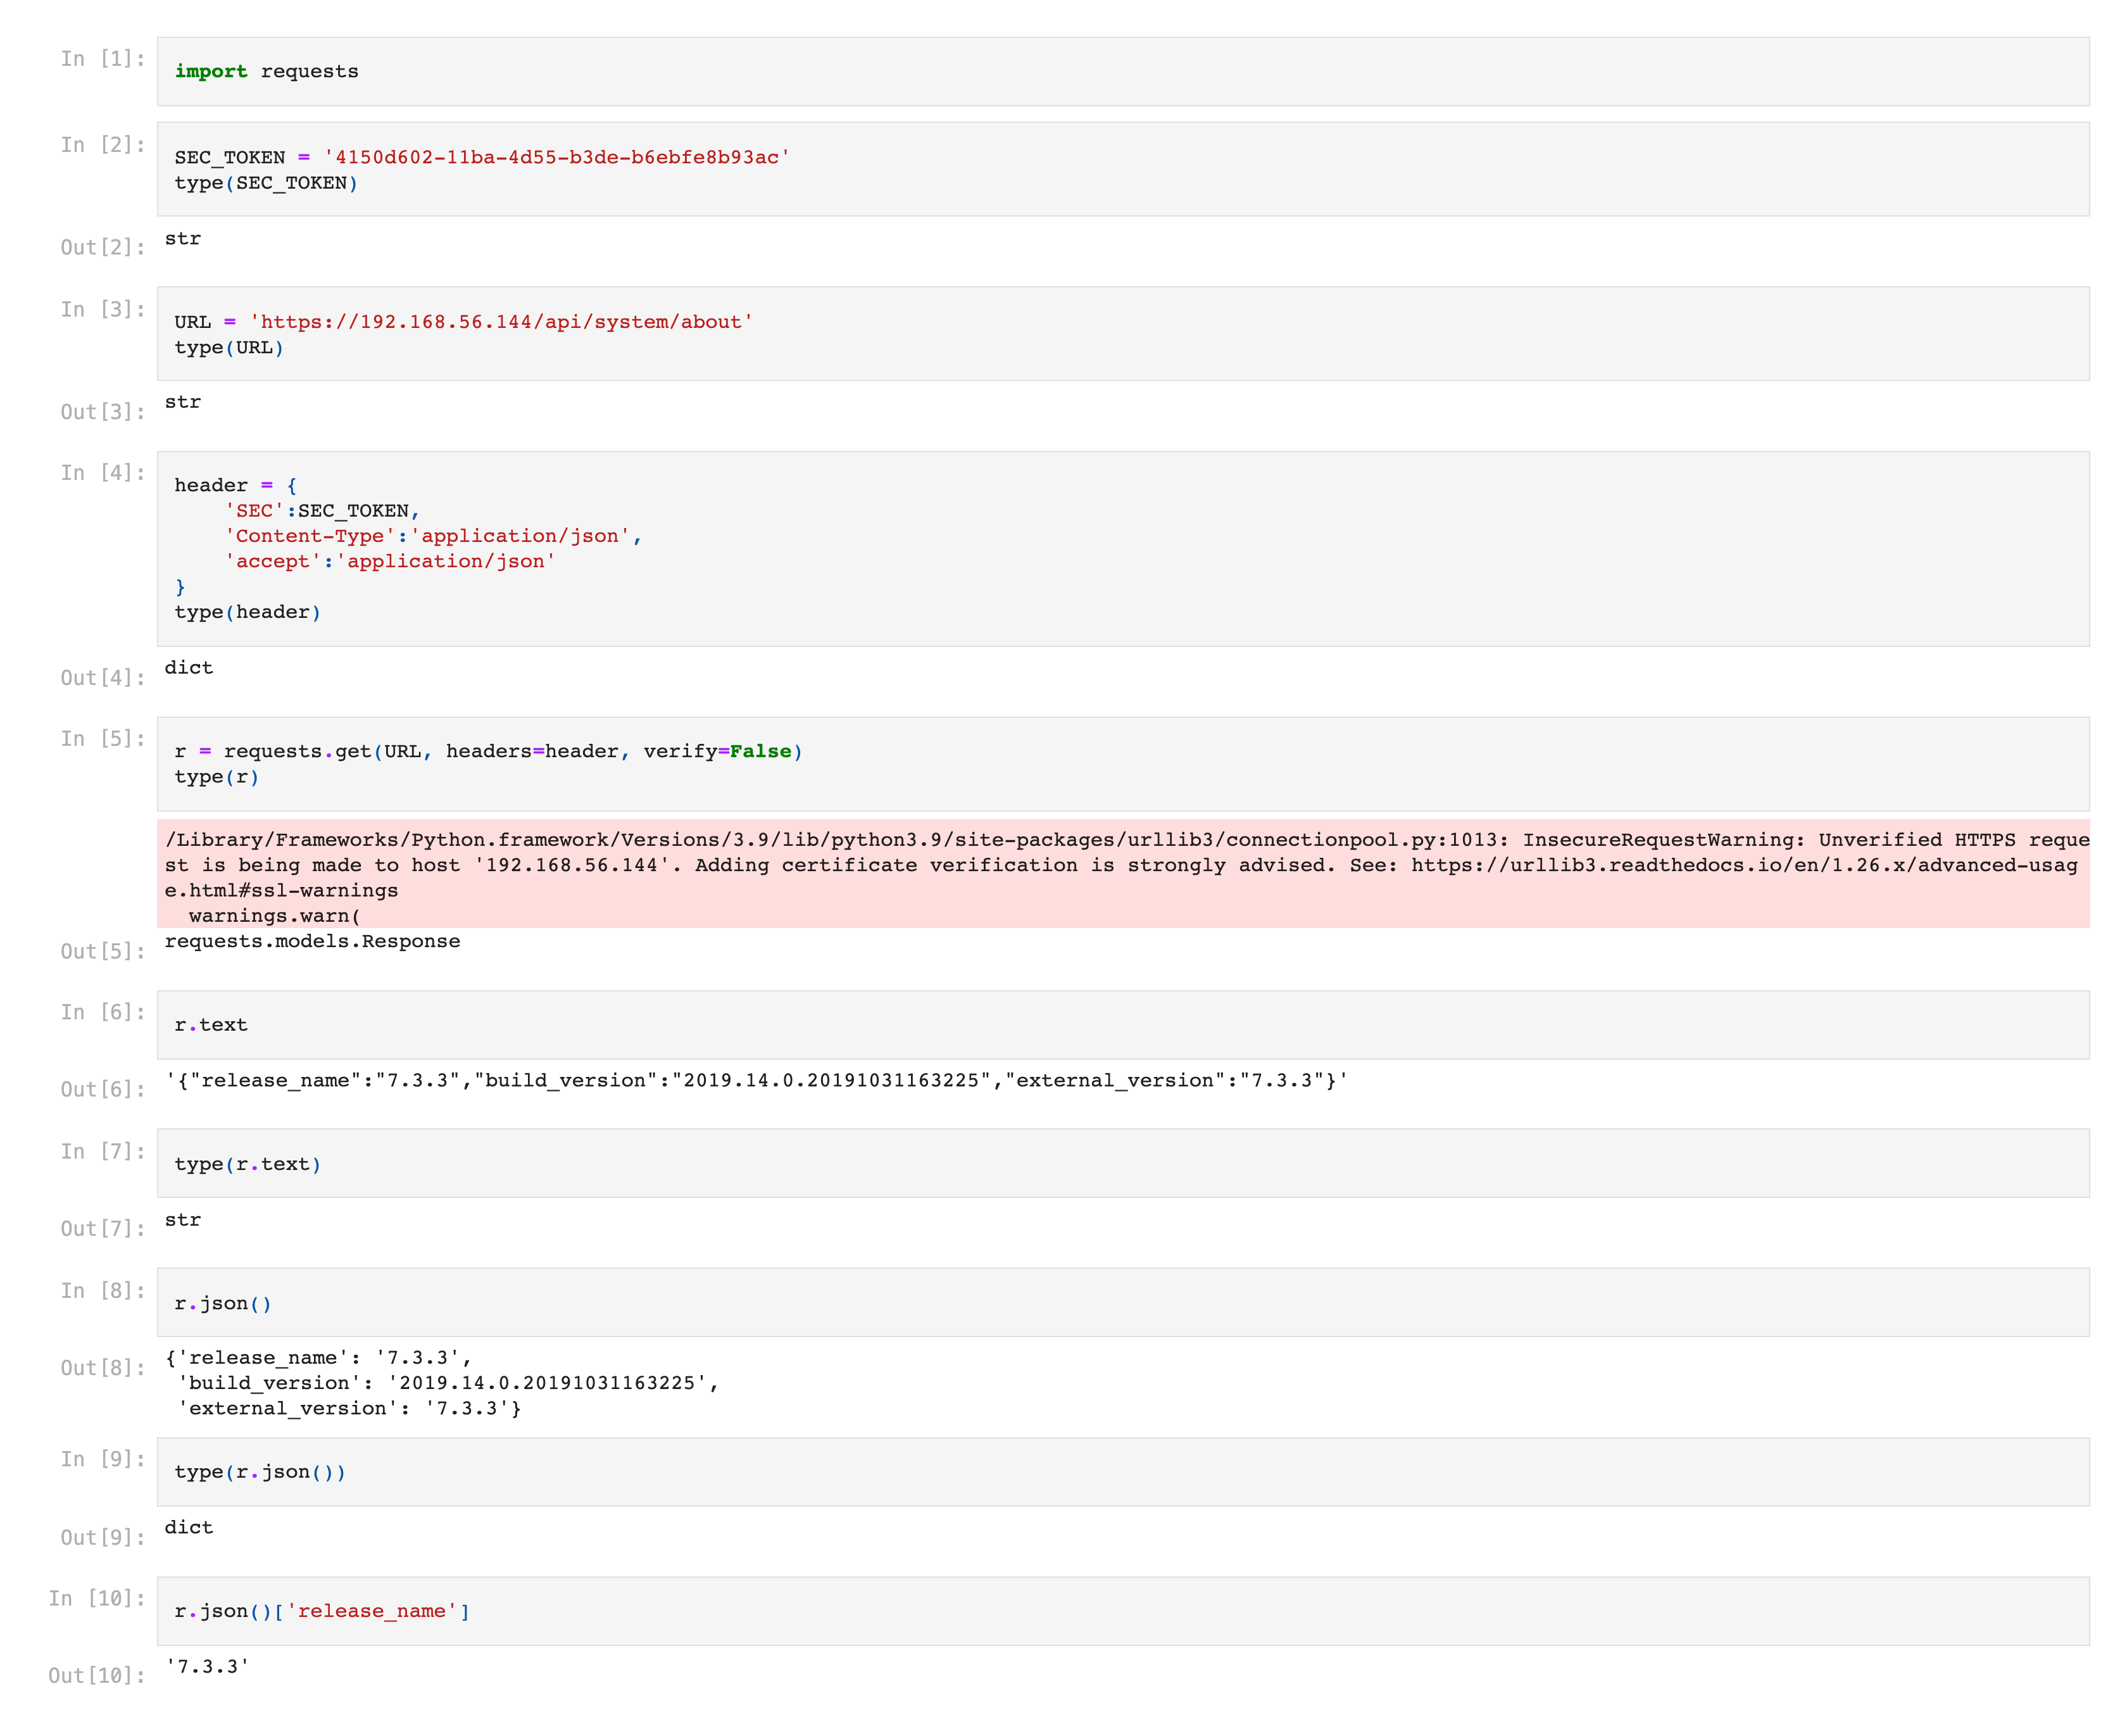 In [1]:
import requests
In [2]:
SEC_TOKEN = '4150d602-11ba-4d55-b3de-b6ebfe8b93ac'
type(SEC_TOKEN)
Out[2]:
str
In [3]:
URL = 'https://192.168.56.144/api/system/about'
type(URL)
Out[3]:
str
In [4]:
header = {
    'SEC':SEC_TOKEN,
    'Content-Type':'application/json',
    'accept':'application/json'
}
type(header)
Out[4]:
dict
In [5]:
r = requests.get(URL, headers=header, verify=False)
type(r)
/Library/Frameworks/Python.framework/Versions/3.9/lib/python3.9/site-packages/urllib3/connectionpool.py:1013: InsecureRequestWarning: Unverified HTTPS reque
st is being made to host '192.168.56.144'. Adding certificate verification is strongly advised. See: https://urllib3.readthedocs.io/en/1.26.x/advanced-usag
e.html#ssl-warnings
  warnings.warn(
Out[5]:
requests.models.Response
In [6]:
r.text
Out[6]:
'{"release_name":"7.3.3","build_version":"2019.14.0.20191031163225","external_version":"7.3.3"}'
In [7]:
type(r.text)
Out[7]:
str
In [8]:
r.json()
Out[8]:
{'release_name': '7.3.3',
 'build_version': '2019.14.0.20191031163225',
 'external_version': '7.3.3'}
In [9]:
type(r.json())
Out[9]:
dict
In [10]:
r.json()['release_name']
Out[10]:
'7.3.3'